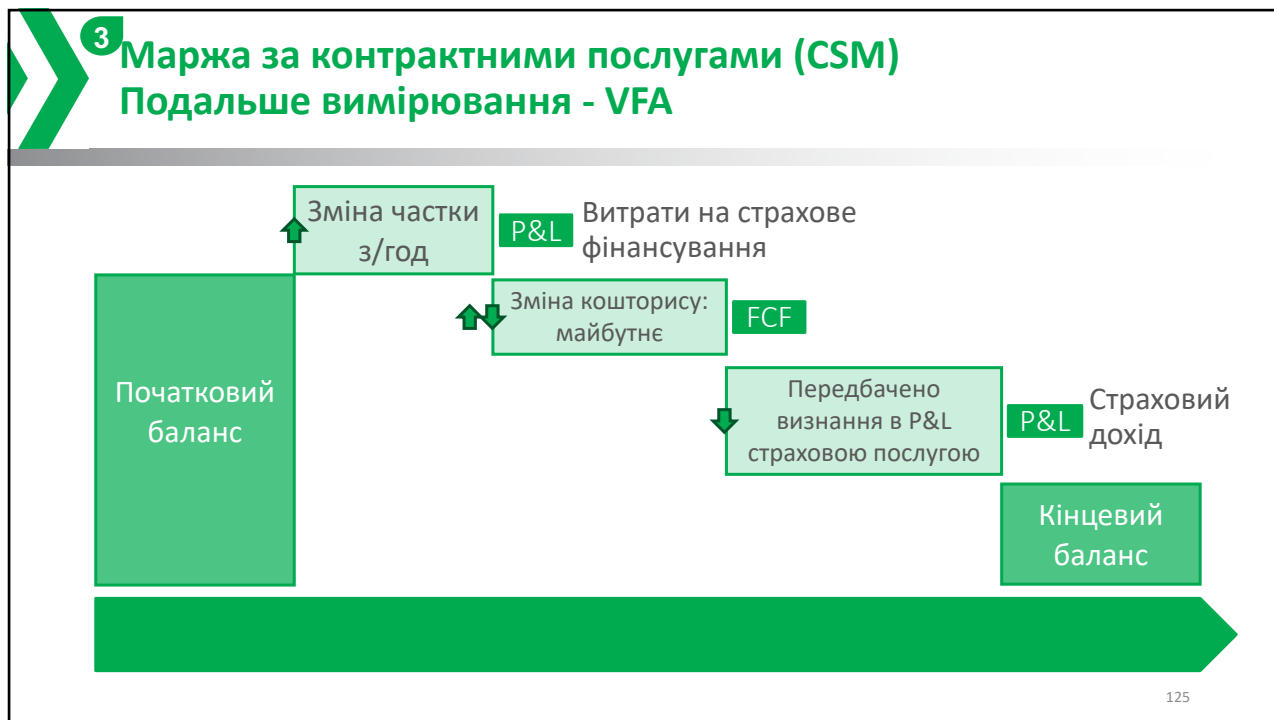 3
Маржа за контрактними послугами (CSM)
Подальше вимірювання - VFA
Зміна частки
з/год
P&L
Витрати на страхове
фінансування
Зміна кошторису:
майбутнє
FCF
Початковий
баланс
Передбачено
визнання в P&L
страховою послугою
P&L
Страховий
дохід
Кінцевий
баланс
125